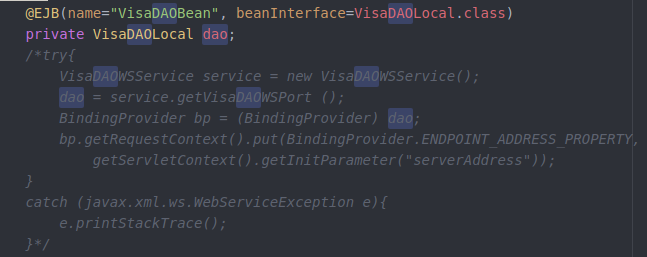 @EJB(name="VisaDAOBean", beanInterface=VisaDAOLocal.class)
private VisaDAOLocal dao;
/*try{
    VisaDAOWSService service = new VisaDAOWSService();
    dao = service.getVisaDAOWSPort ();
    BindingProvider bp = (BindingProvider) dao;
    bp.getRequestContext().put(BindingProvider.ENDPOINT_ADDRESS_PROPERTY,
        getServletContext().getInitParameter("serverAddress"));
}
catch (javax.xml.ws.WebServiceException e){
    e.printStackTrace();
}*/